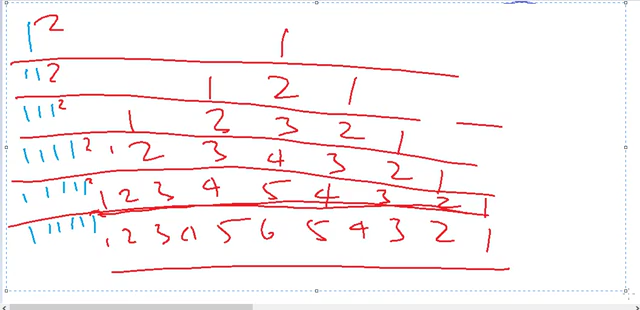 1² 1
11² 1 2 1
111² 1 2 3 2 1
1111² 1 2 3 4 3 2 1
11111² 1 2 3 4 5 4 3 2 1
111111 1 2 3 4 5 6 5 4 3 2 1